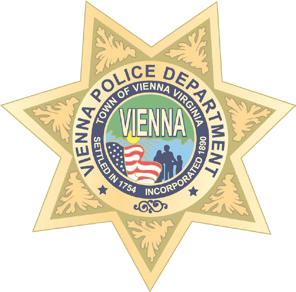 VIENNA POLICE DEPARTMENT
TOWN OF VIENNA VIRGINIA
VIENNA
SETTLED IN 1754 INCORPORATED 1890